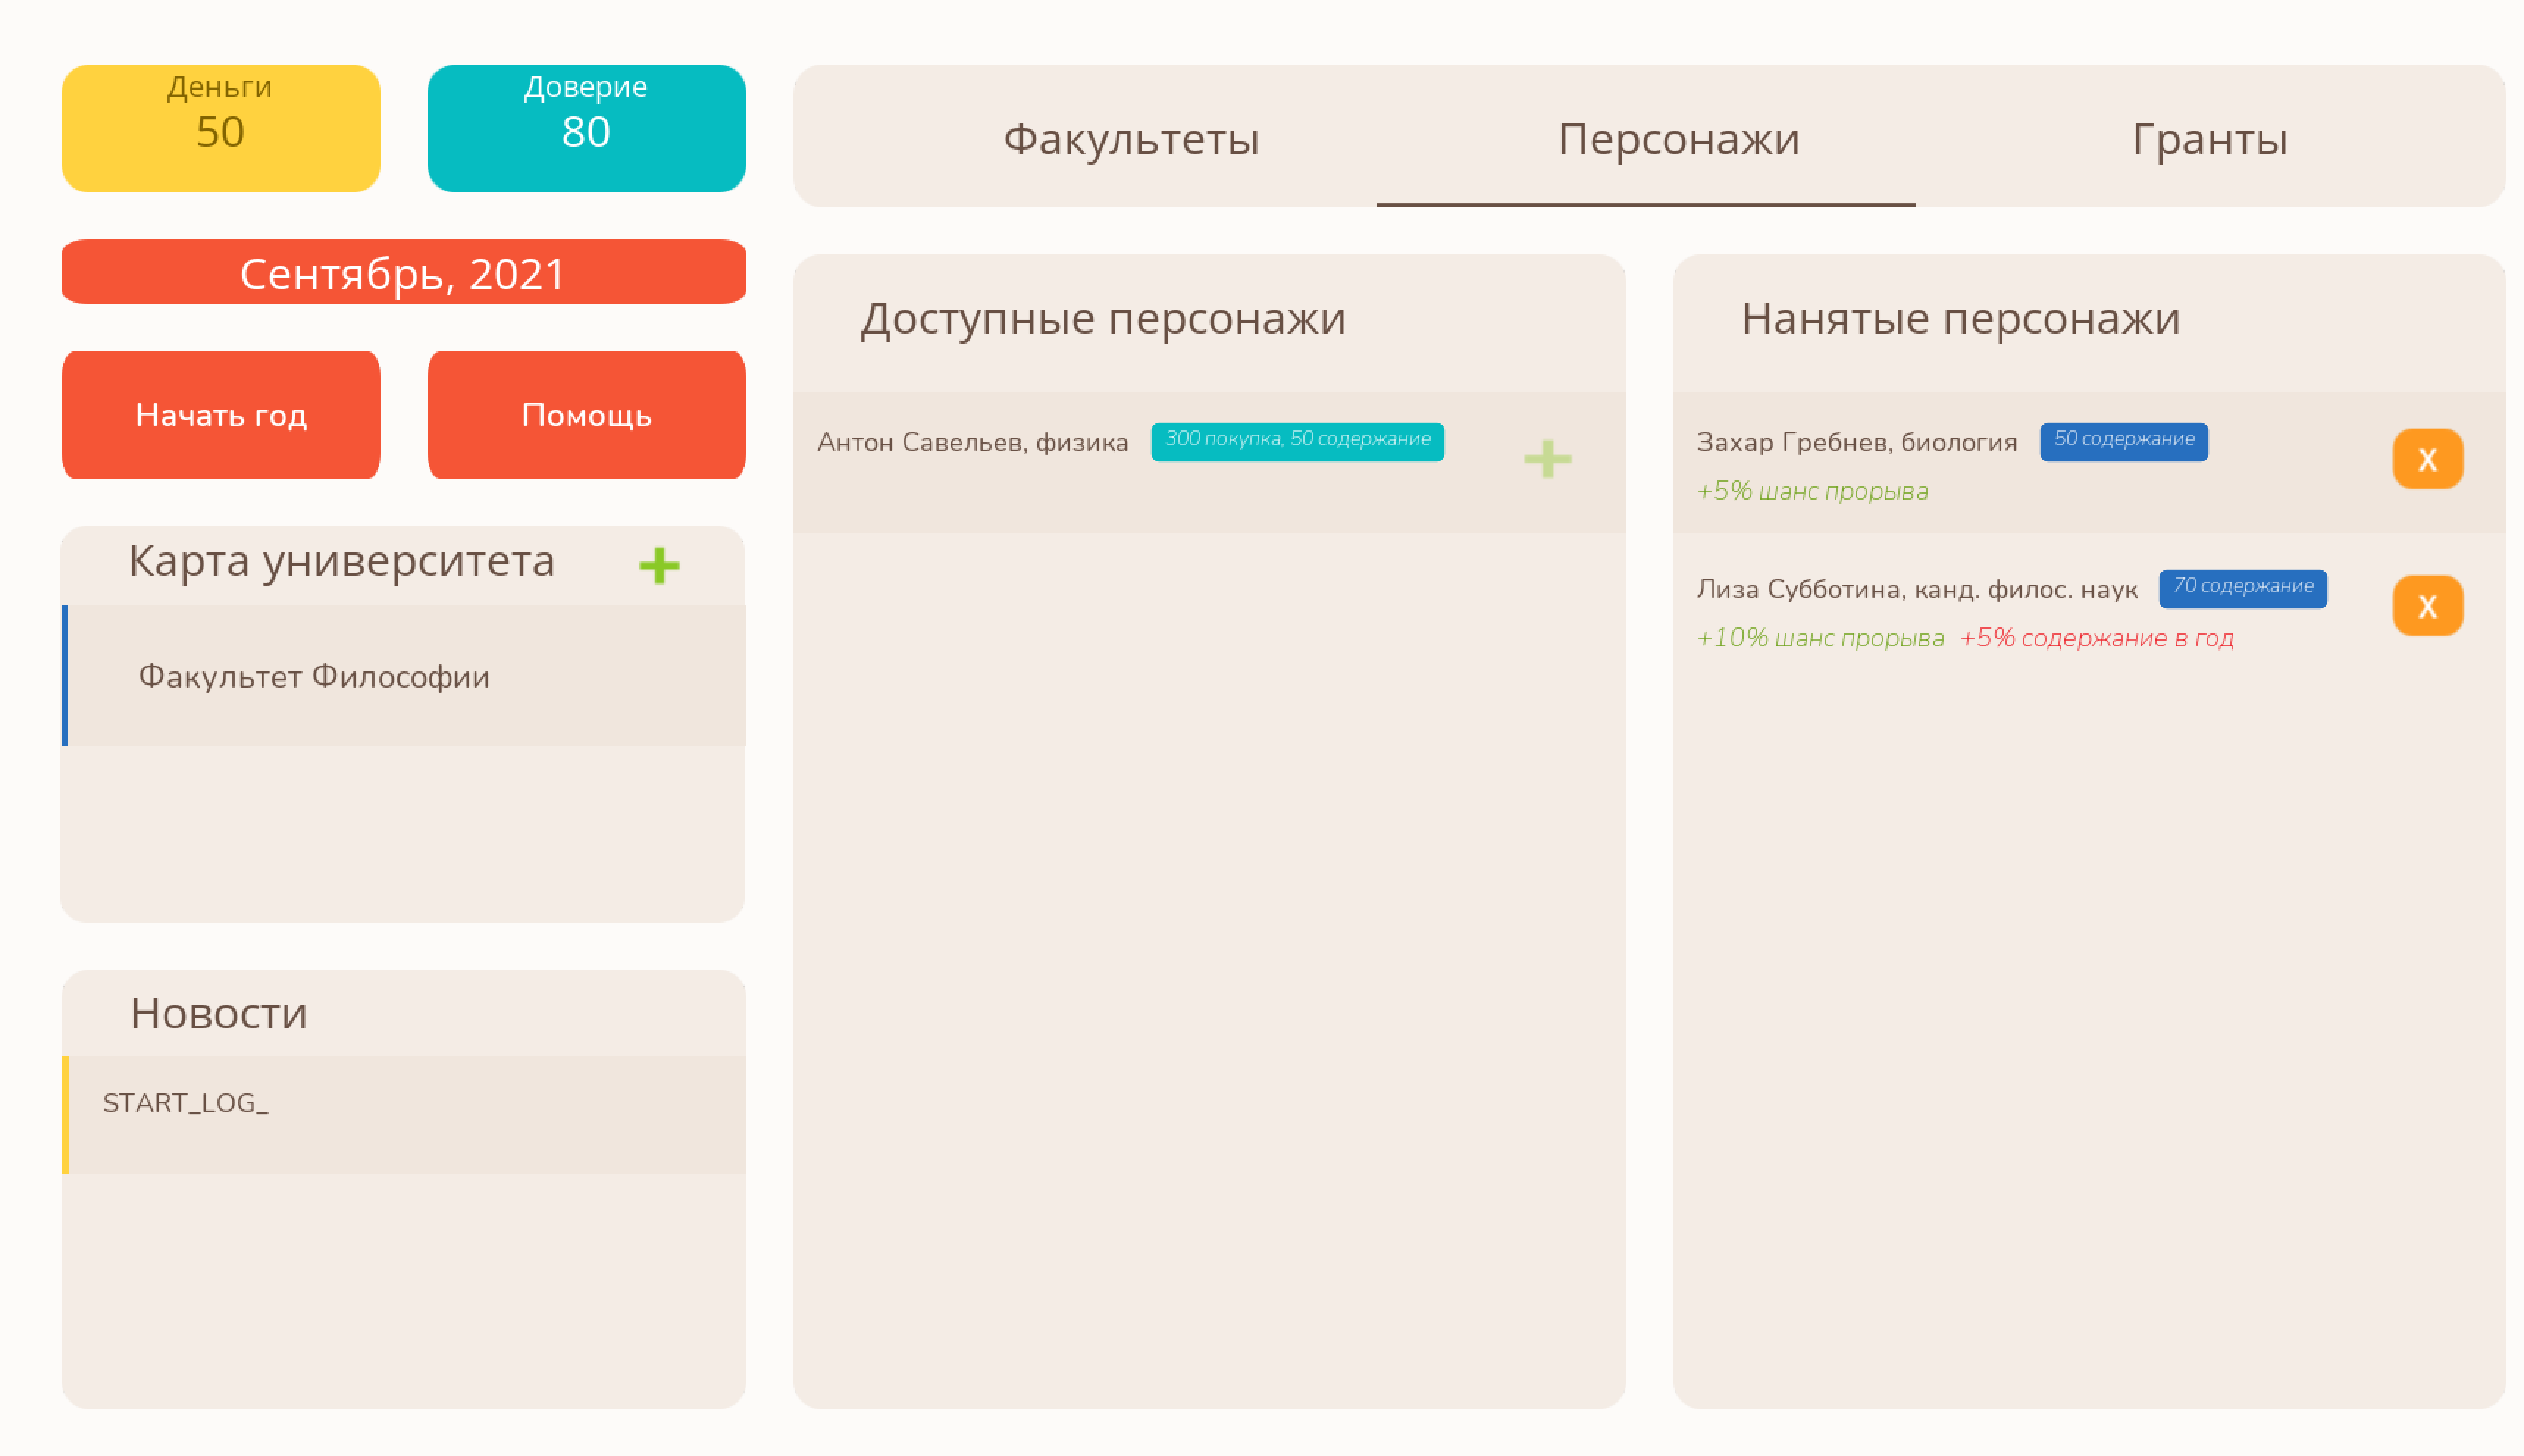 Деньги
50
Доверие
80
Сентябрь, 2021
Начать год
Помощь
Карта университета
Факультет Философии
Новости
START_LOG_
Факультеты
Персонажи
Гранты
Доступные персонажи
Антон Савельев, физика 300 покупка, 50 содержание
Нанятые персонажи
Захар Гребнев, биология 50 содержание
+5% шанс прорыва
X
Лиза Субботина, канд. филос. наук 70 содержание
+10% шанс прорыва +5% содержание в год
X